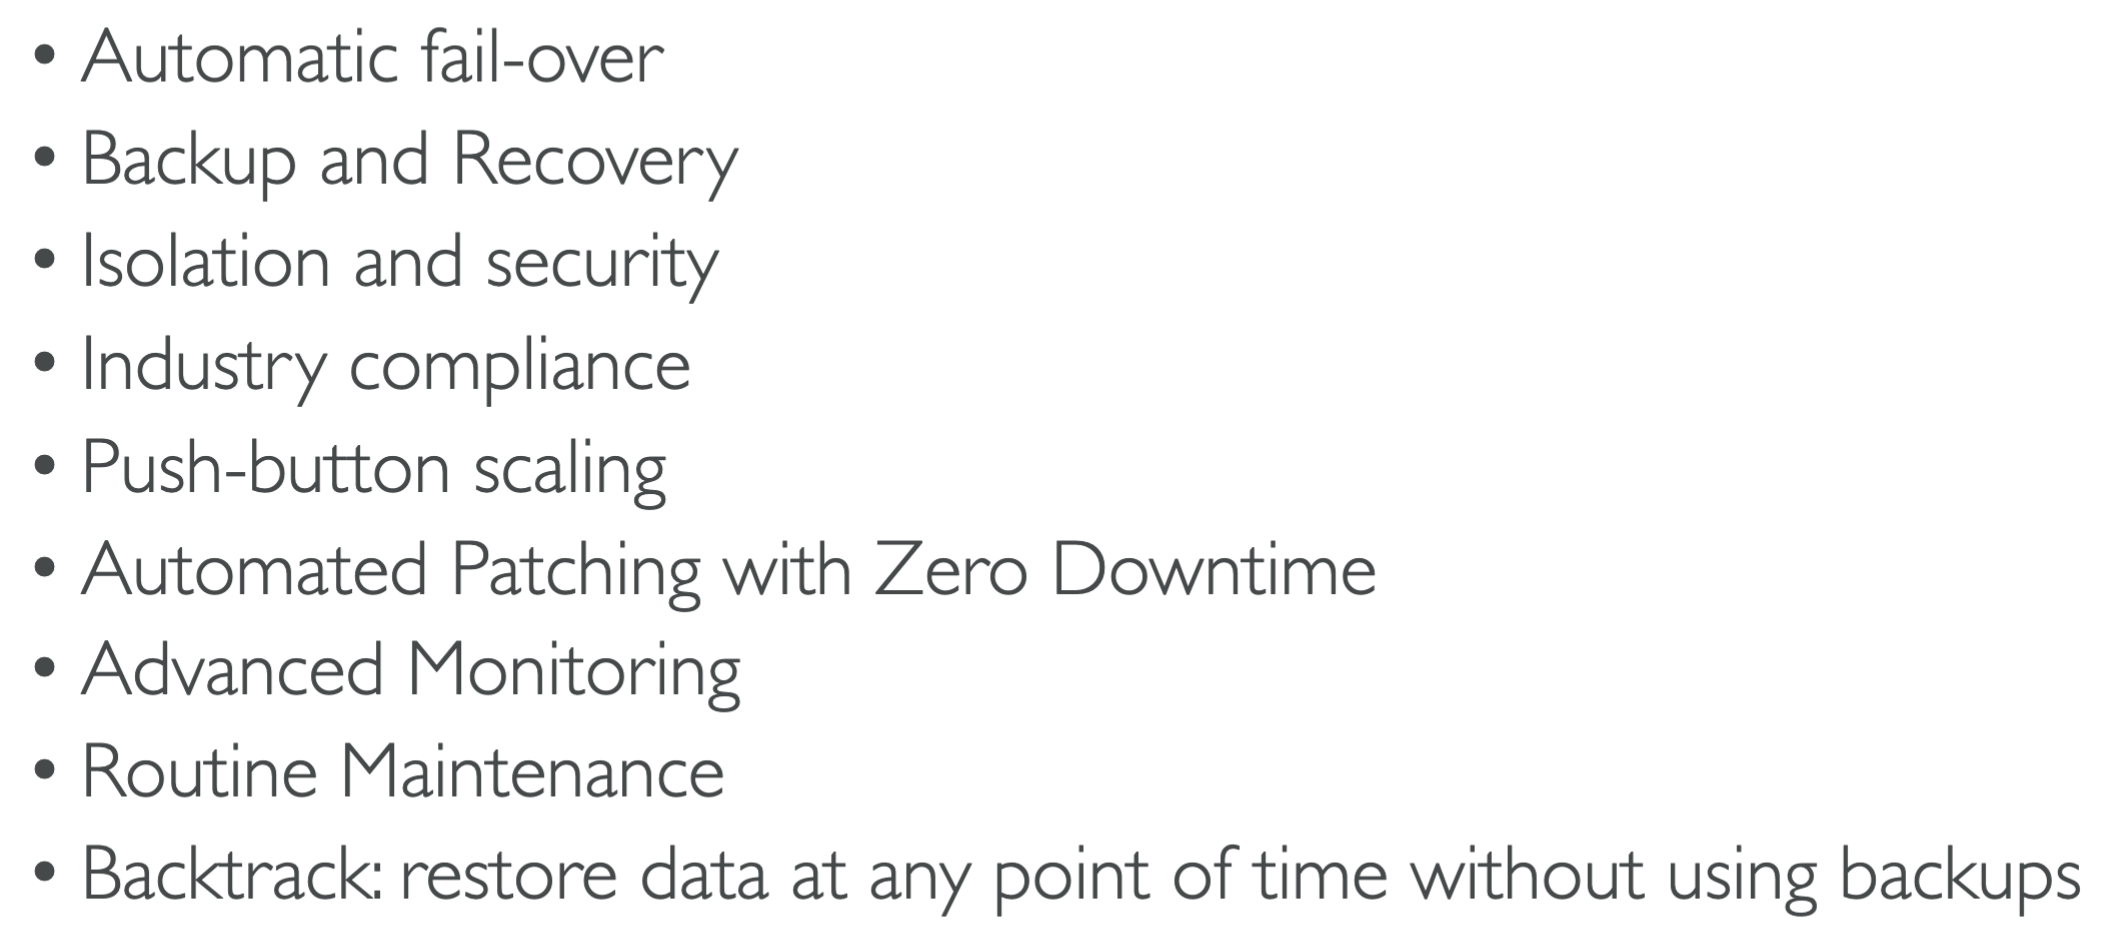 • Automatic fail-over
• Backup and Recovery
• Isolation and security
• Industry compliance
• Push-button scaling
• Automated Patching with Zero Downtime
• Advanced Monitoring
• Routine Maintenance
• Backtrack: restore data at any point of time without using backups